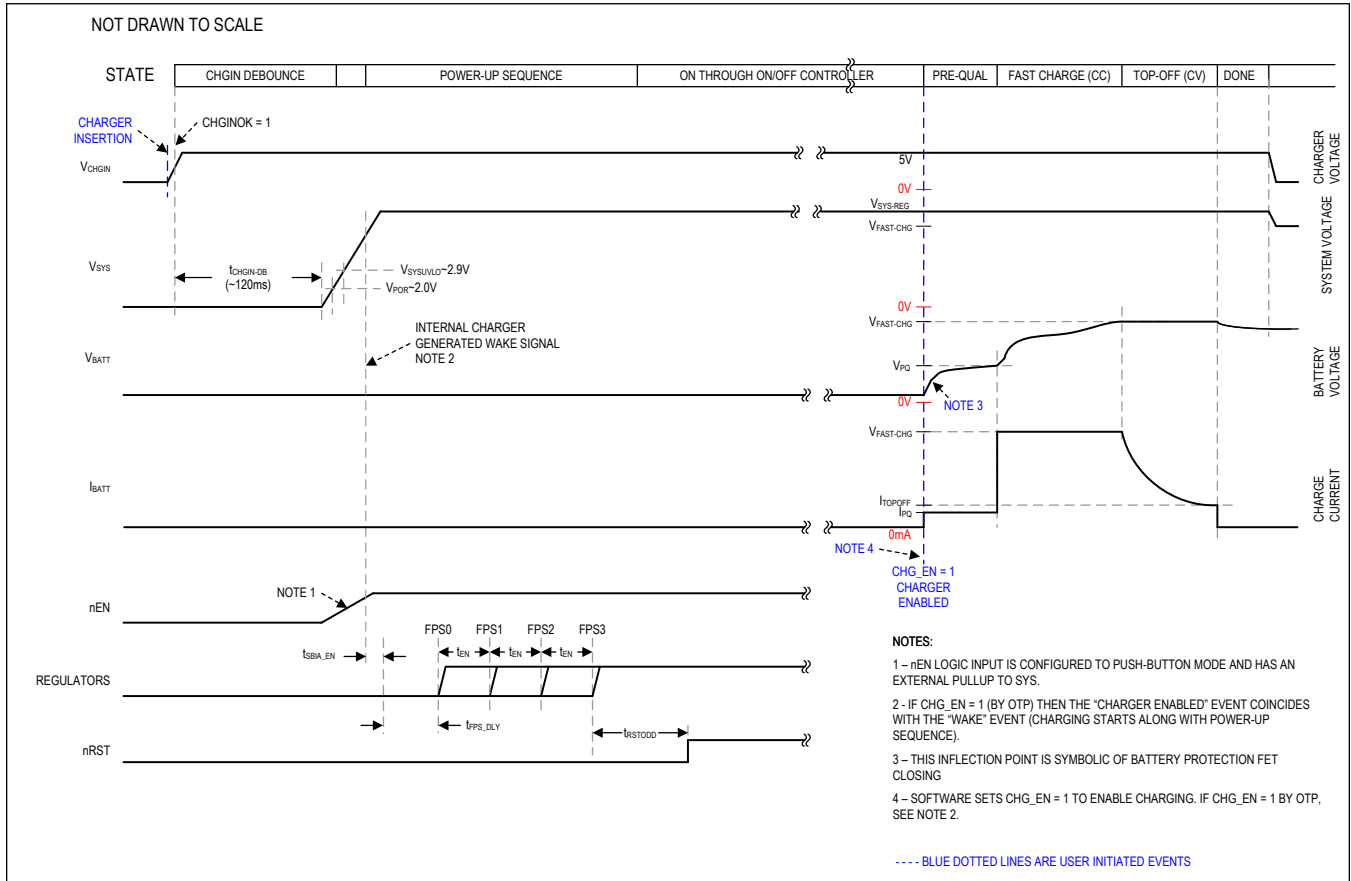 NOT DRAWN TO SCALE
STATE
CHGIN DEBOUNCE
POWER-UP SEQUENCE
ON THROUGH ON/OFF CONTROLLER
PRE-QUAL
FAST CHARGE (CC)
TOP-OFF (CV)
DONE
CHARGER
INSERTION
CHGINOK = 1
VCHGIN
5V
0V
CHARGER
VOLTAGE
VSYS-REG
VFAST-CHG
VSYS
tCHGIN-DB
(~120ms)
VSYSUVLO~2.9V
VPOR~2.0V
0V
SYSTEM VOLTAGE
INTERNAL CHARGER
GENERATED WAKE SIGNAL
NOTE 2
VBATT
VFAST-CHG
VPQ
0V
NOTE 3
BATTERY
VOLTAGE
VFAST-CHG
IBATT
ITOPOFF
IPQ
0mA
CHARGE
CURRENT
NOTE 4
CHG_EN = 1
CHARGER
ENABLED
nEN
NOTE 1
tSBIA_EN
FPS0
FPS1
FPS2
FPS3
tEN
tEN
tEN
REGULATORS
tFPS_DLY
tRSTODD
nRST
NOTES:
1 – nEN LOGIC INPUT IS CONFIGURED TO PUSH-BUTTON MODE AND HAS AN
EXTERNAL PULLUP TO SYS.
2 - IF CHG_EN = 1 (BY OTP) THEN THE “CHARGER ENABLED” EVENT COINCIDES
WITH THE “WAKE” EVENT (CHARGING STARTS ALONG WITH POWER-UP
SEQUENCE).
3 – THIS INFLECTION POINT IS SYMBOLIC OF BATTERY PROTECTION FET
CLOSING
4 – SOFTWARE SETS CHG_EN = 1 TO ENABLE CHARGING. IF CHG_EN = 1 BY OTP,
SEE NOTE 2.
- - - - BLUE DOTTED LINES ARE USER INITIATED EVENTS